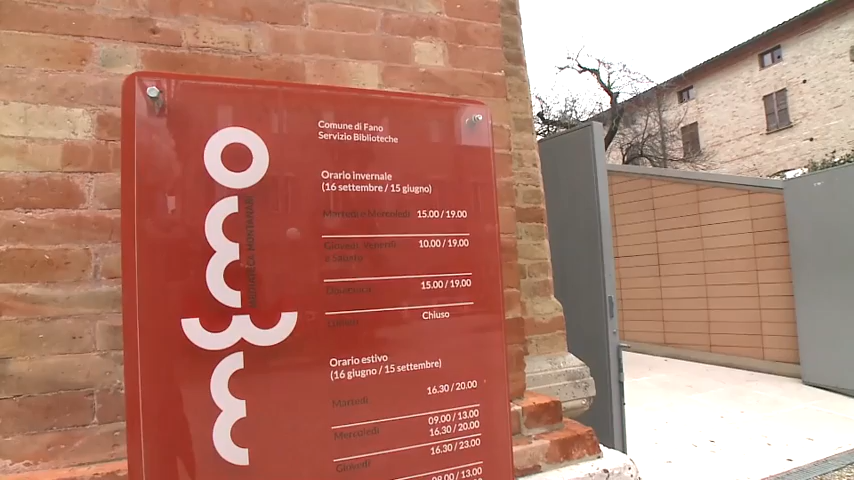 Comune di Fano
Servizio Biblioteche
Orario invernale
(16 settembre / 15 giugno)
Martedì e Mercoledì 15.00 / 19.00
Giovedì Venerdì 10.00 / 19.00
e Sabato
Domenica 15.00 / 19.00
Lunedì Chiuso
Orario estivo
(16 giugno / 15 settembre)
Martedì 16.30 / 20.00
09.00 / 13.00
Mercoledì 16.30 / 20.00
Giovedì 16.30 / 23.00
09.00 / 13.00
MEDIATECA MONTANARI